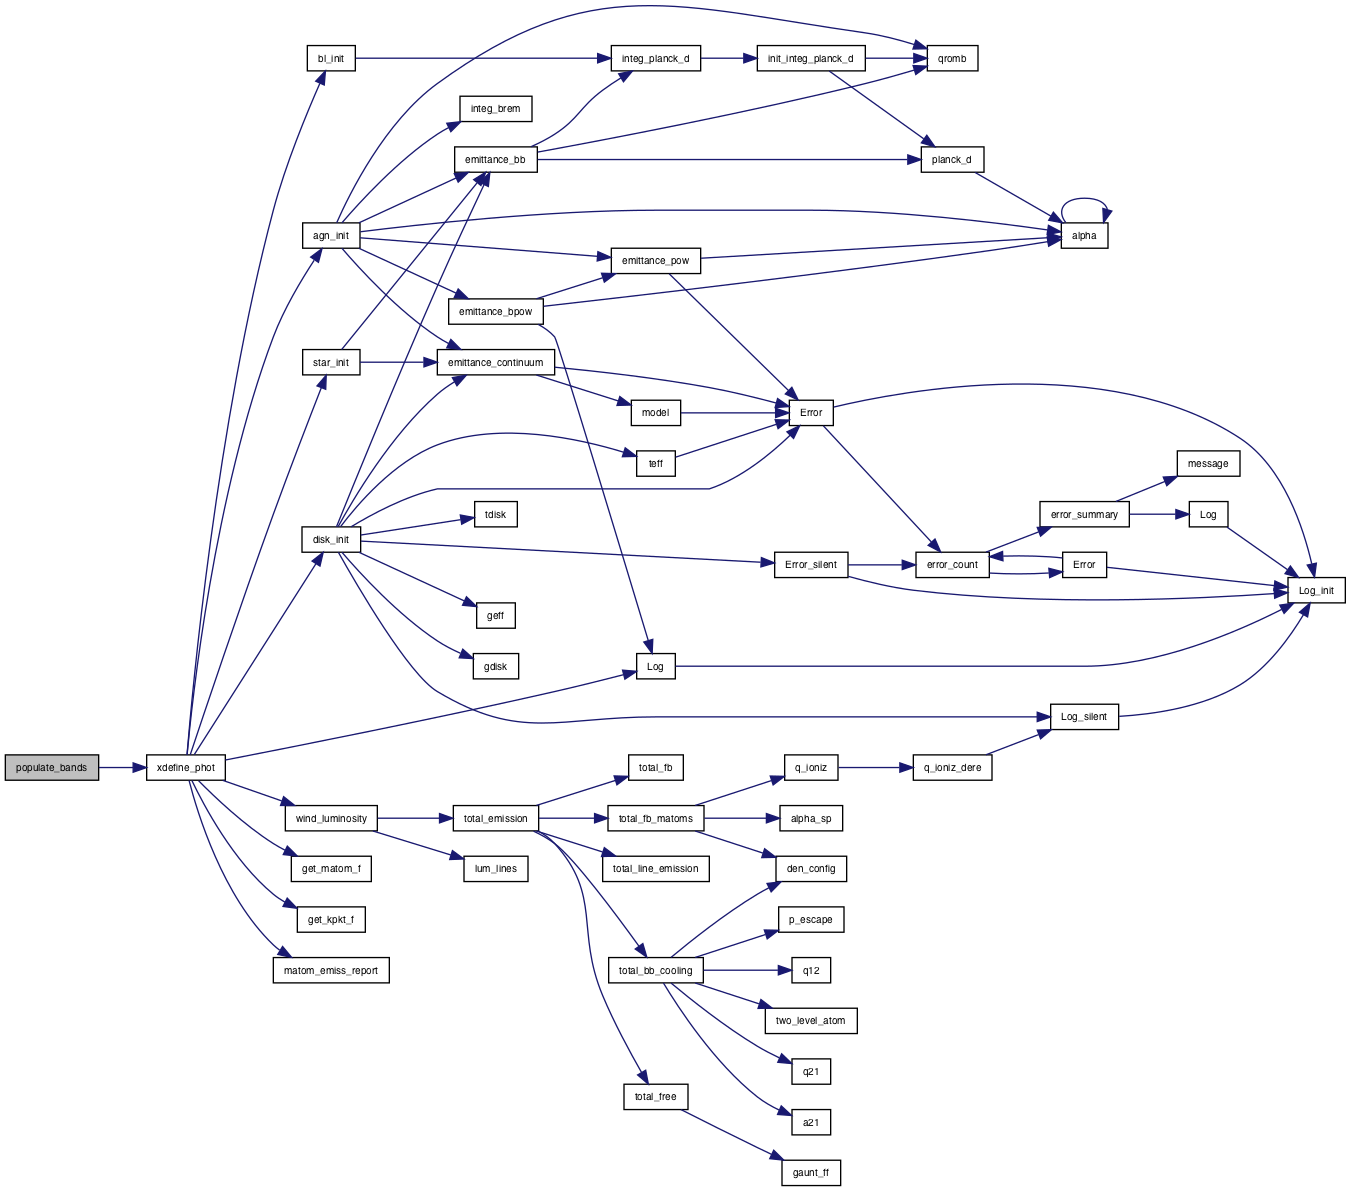 bl_init
integ_planck_d
init_integ_planck_d
qromb
integ_brem
emittance_bb
planck_d
agn_init
alpha
emittance_pow
emittance_bpow
star_init
emittance_continuum
model
Error
teff
message
tdisk
error_summary
Log
disk_init
Error_silent
error_count
Error
Log_init
geff
gdisk
Log
Log_silent
populate_bands
xdefine_phot
total_fb
q_ioniz
q_ioniz_dere
wind_luminosity
total_emission
total_fb_matoms
alpha_sp
get_matom_f
lum_lines
total_line_emission
den_config
get_kpkt_f
p_escape
matom_emiss_report
total_bb_cooling
q12
two_level_atom
q21
total_free
a21
gaunt_ff